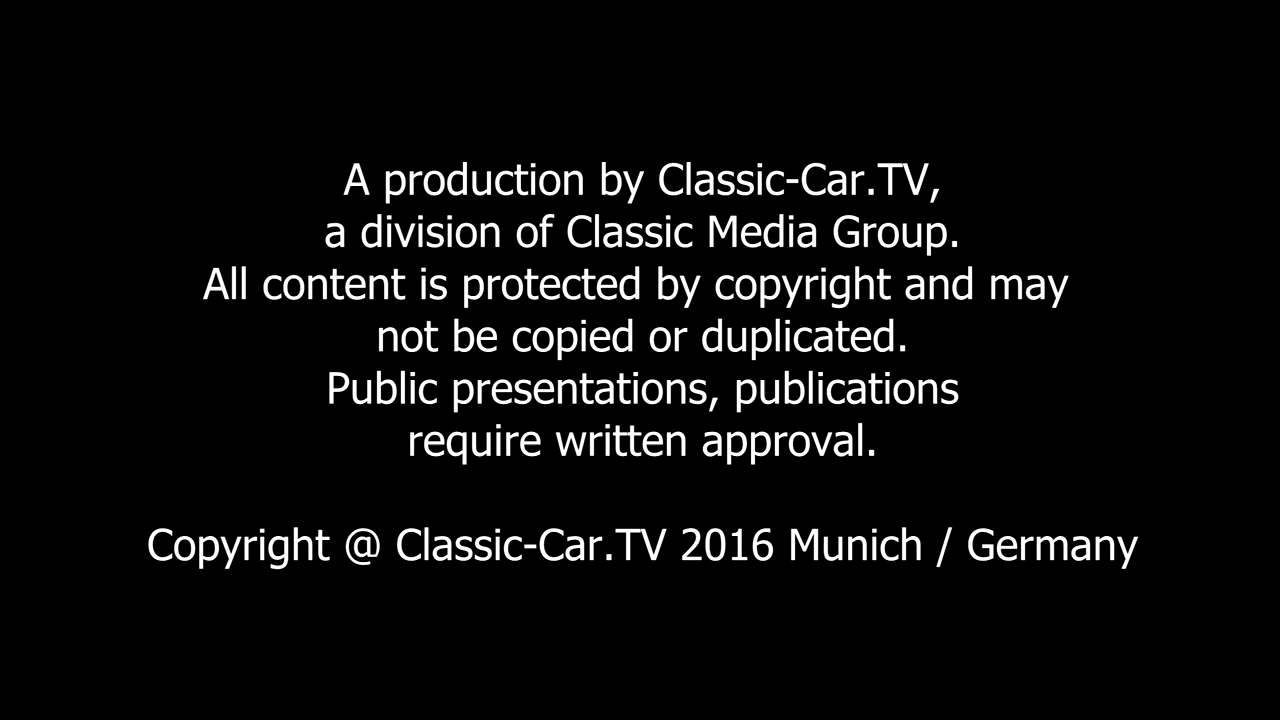 A production by Classic-Car.TV,
a division of Classic Media Group.
All content is protected by copyright and may
not be copied or duplicated.
Public presentations, publications
require written approval.
Copyright @ Classic-Car.TV 2016 Munich / Germany